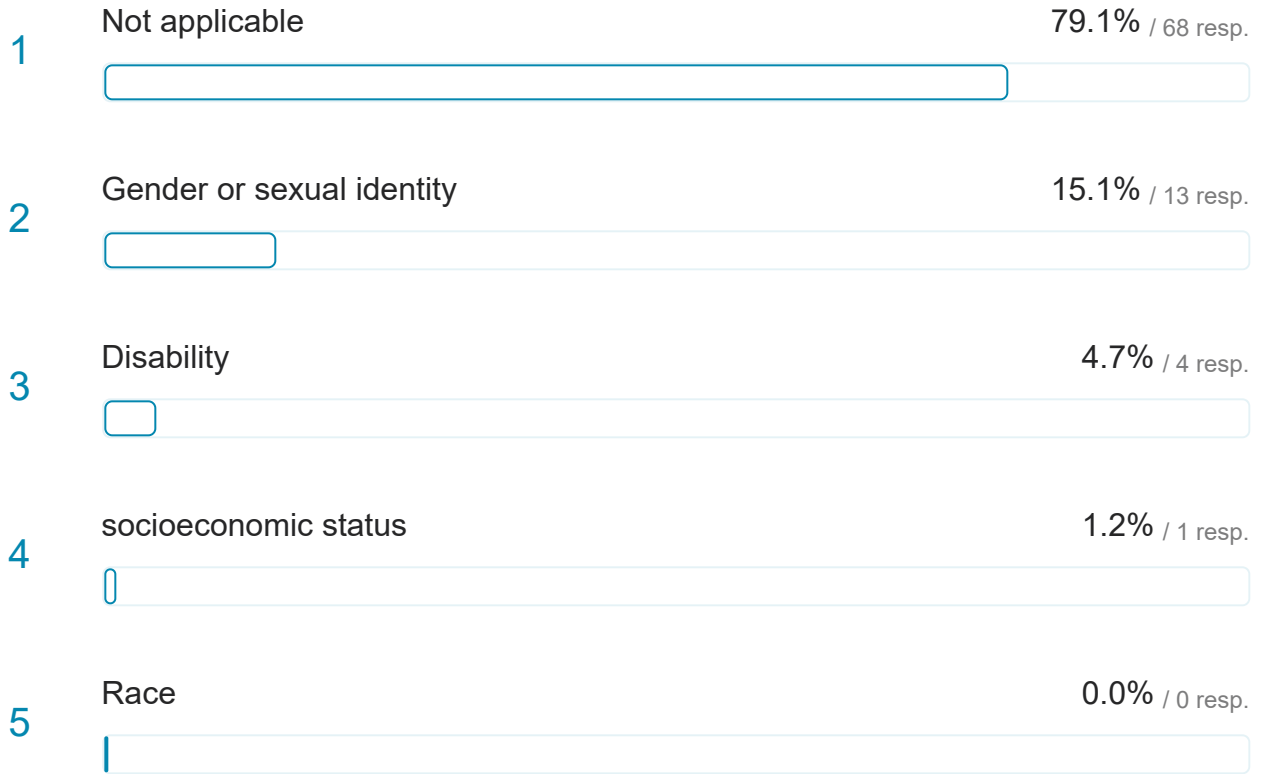 Not applicable 79.1% / 68 resp.
1
Gender or sexual identity 15.1% / 13 resp.
2
Disability 4.7% / 4 resp.
3
socioeconomic status 1.2% / 1 resp.
4
Race 0.0% / 0 resp.
5